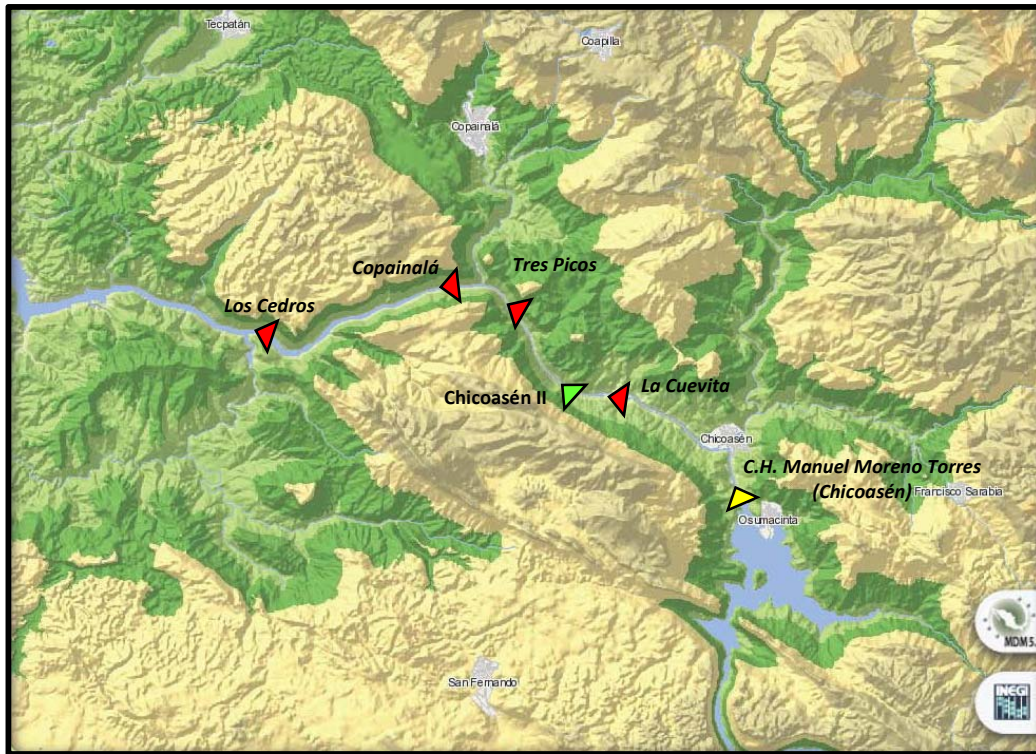 Tecpatán
Coapilla
Copainalá
Copainalá
Tres Picos
Los Cedros
Chicoasén II
La Cuevita
Chicoasén
C.H. Manuel Moreno Torres
(Chicoasén)
Francisco Sarabia
Osumacinta
San Fernando
MDM5.
INEGI